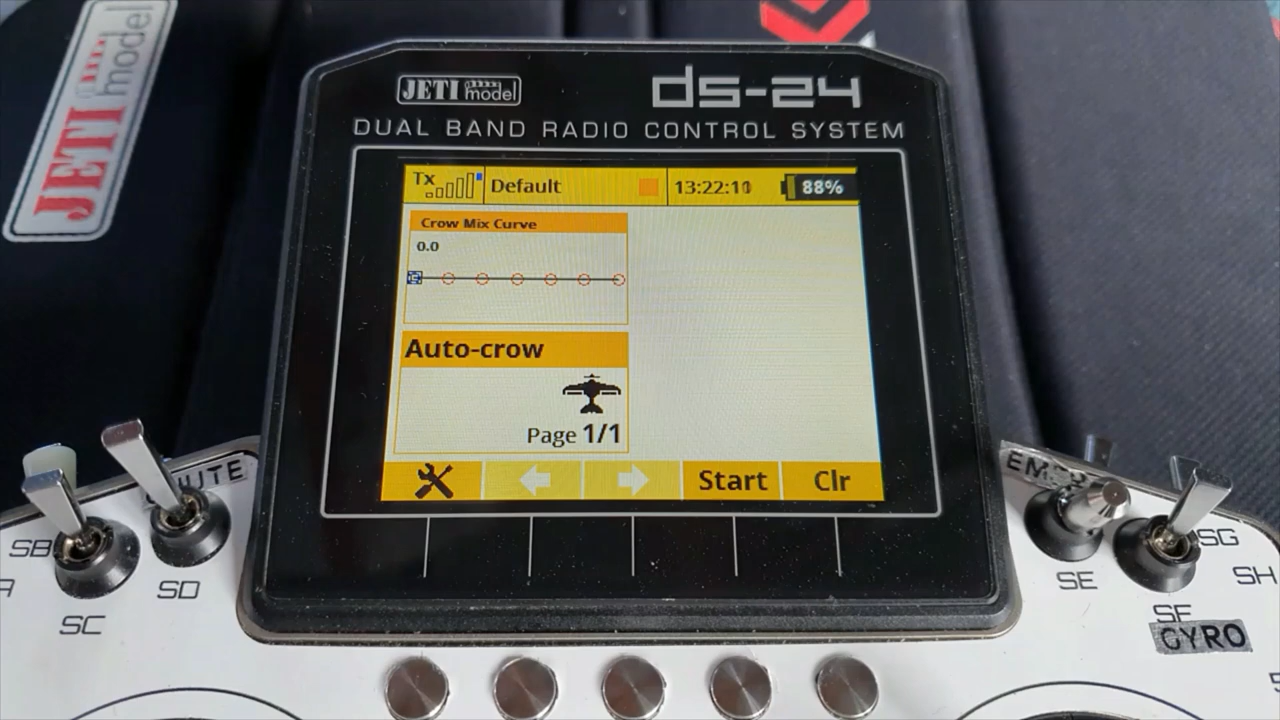 JETI model
JETI model
ds-24
DUAL BAND RADIO CONTROL SYSTEM
Tx
Default
13:22:10
88%
Crow Mix Curve
0.0
Auto-crow
Page 1/1
Start
Clr
SB
SC
SD
SE
SF
SG
SH
GYRO